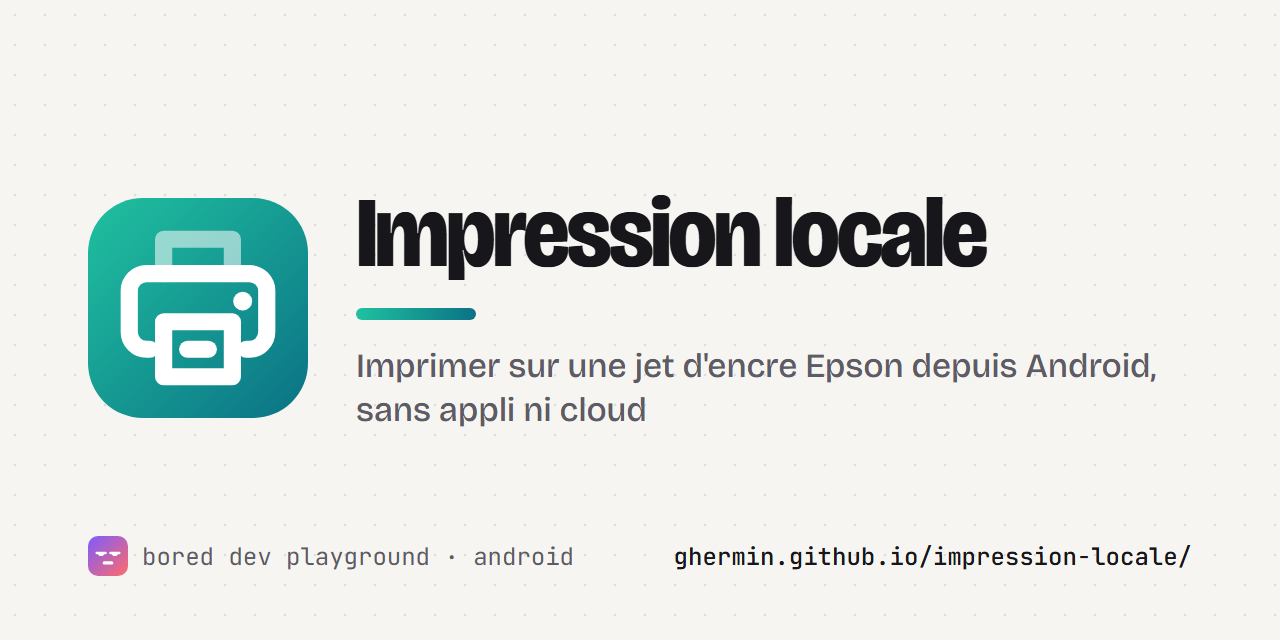 Impression locale
Imprimer sur une jet d'encre Epson depuis Android,
sans appli ni cloud
bored dev playground · android
ghermin.github.io/impression-locale/